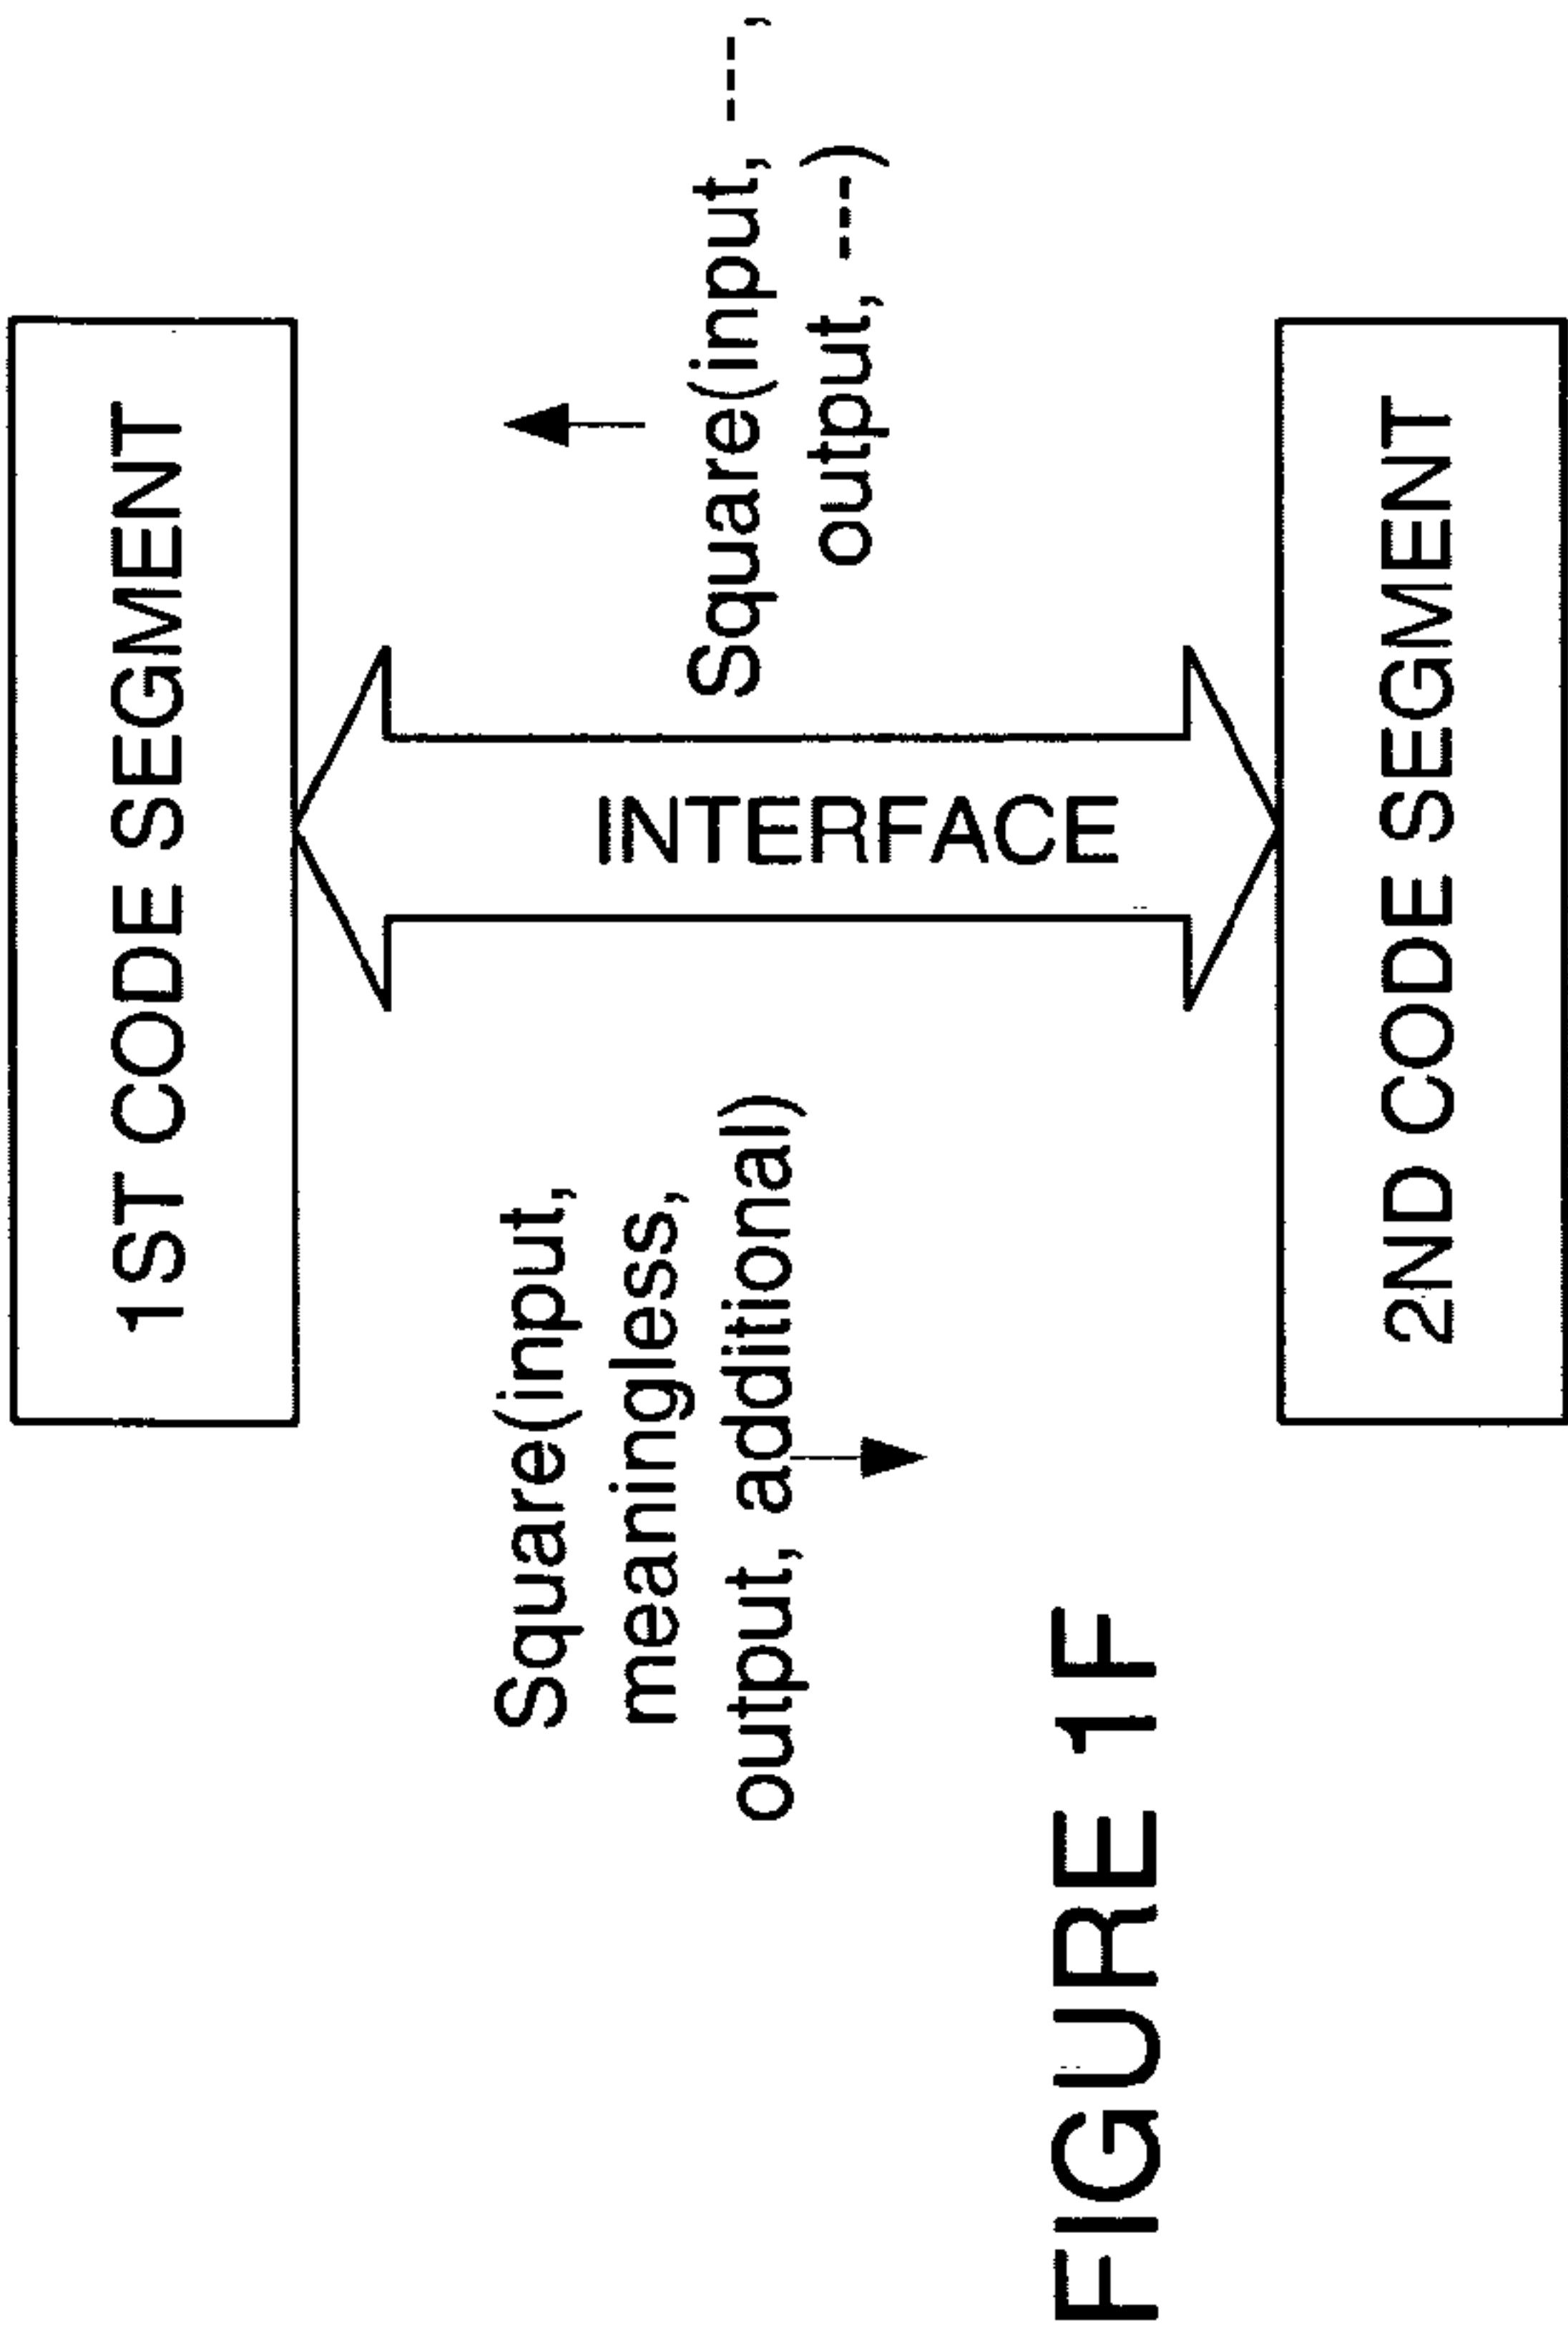 1ST CODE SEGMENT
Square(input,
meaningless,
output, additional)
INTERFACE
Square(input, ---,
output, ---)
2ND CODE SEGMENT
FIGURE 1F